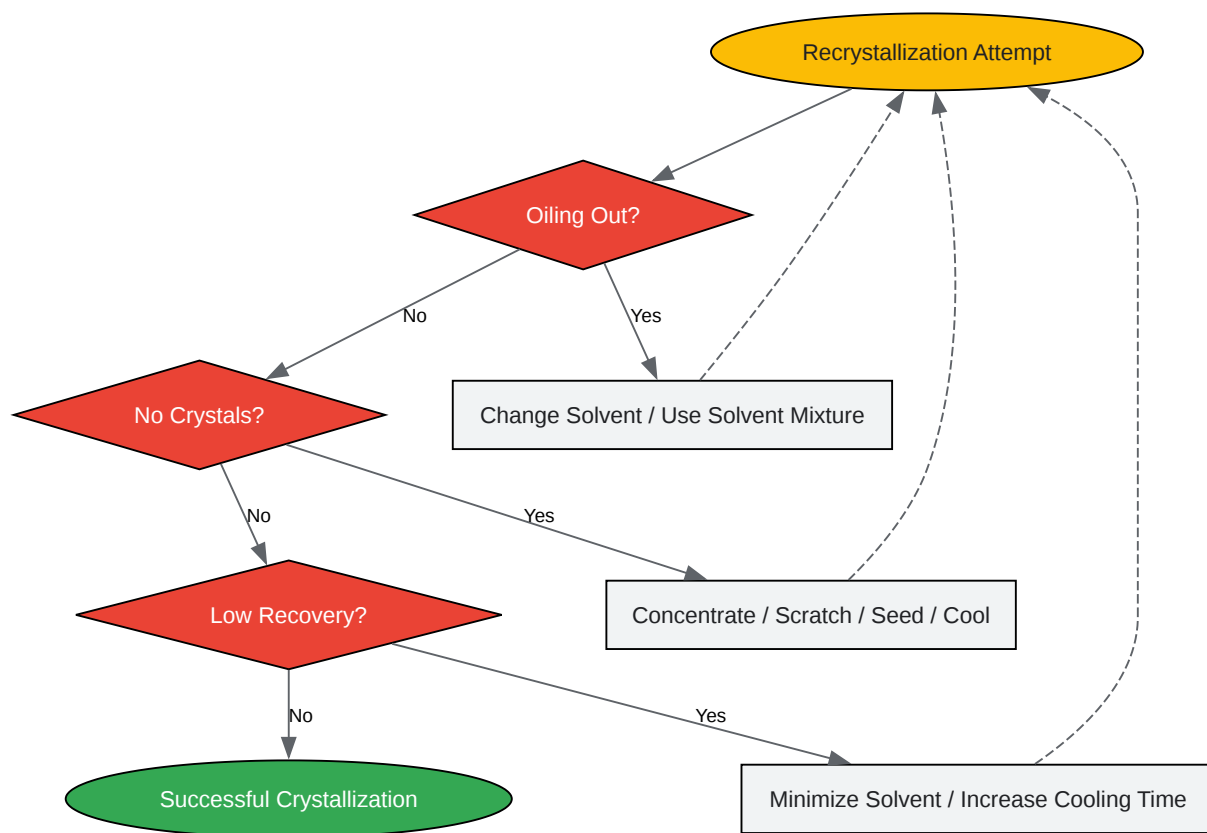 Recrystallization Attempt
Oiling Out?
No
Yes
No Crystals?
Change Solvent / Use Solvent Mixture
No
Yes
Low Recovery?
Concentrate / Scratch / Seed / Cool
No
Yes
Successful Crystallization
Minimize Solvent / Increase Cooling Time